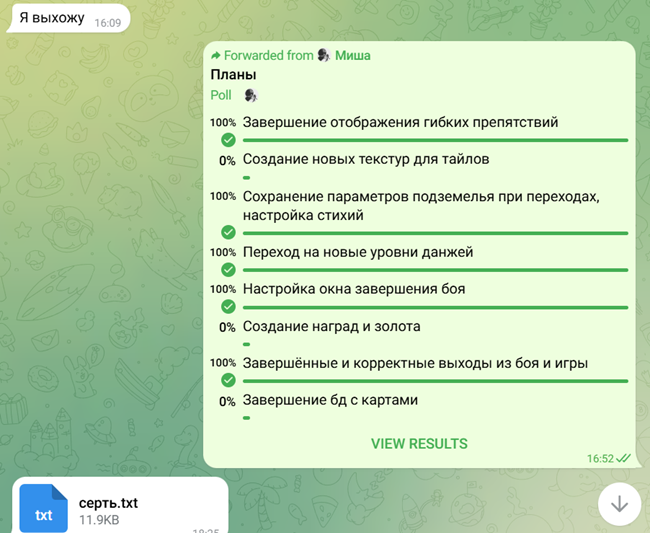 Я выхожу 16:09
Forwarded from Миша
Планы
Poll
100% Завершение отображения гибких препятствий
0% Создание новых текстур для тайлов
100% Сохранение параметров подземелья при переходах,
настройка стихий
100% Переход на новые уровни данжей
100% Настройка окна завершения боя
0% Создание наград и золота
100% Завершённые и корректные выходы из боя и игры
0% Завершение бд с картами
VIEW RESULTS
16:52
txt
серть.txt
11.9KB